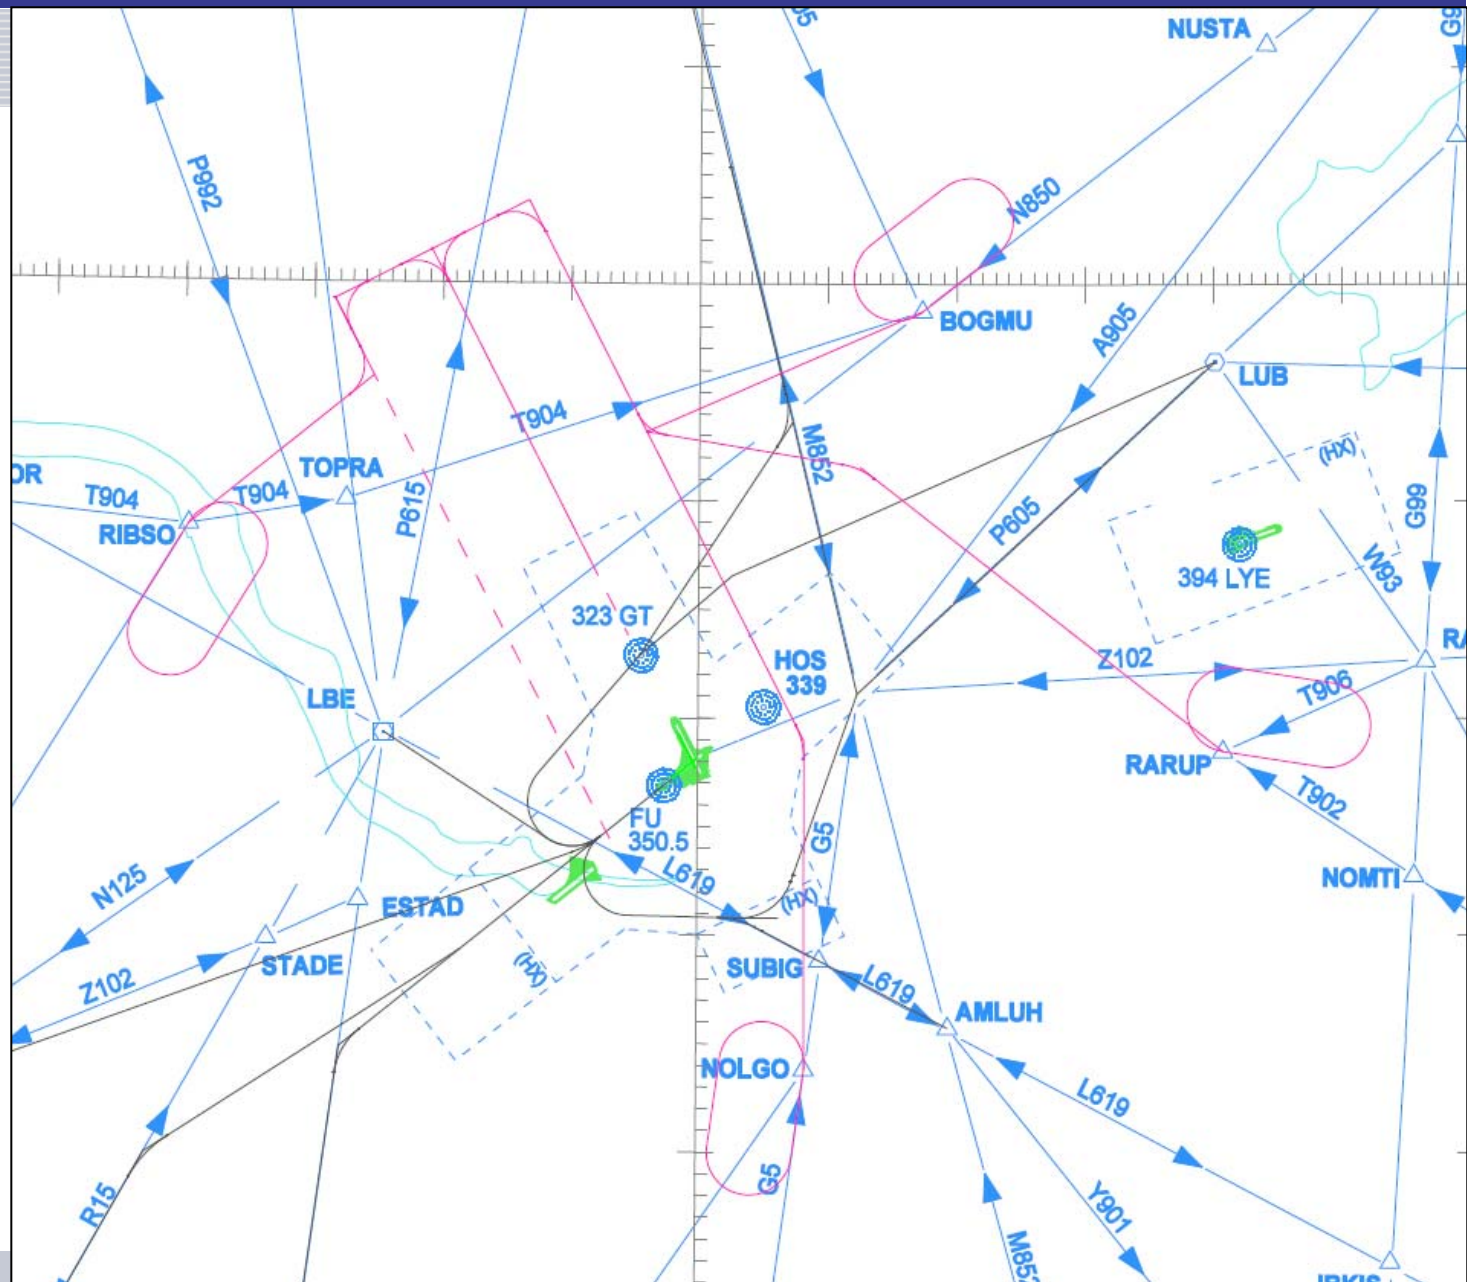 NUSTA
P992
N850
BOGMU
A905
LUB
T904
(HX)
OR
TOPRA
M852
T904
T904
P615
G99
RIBSO
P605
W93
394 LYE
323 GT
HOS
339
Z102
LBE
T906
RARUP
FU
350.5
T902
G5
L619
NOMTI
N125
ESTAD
(HX)
STADE
(HX)
SUBIG
L619
Z102
AMLUH
NOLGO
L619
G5
R15
Y901